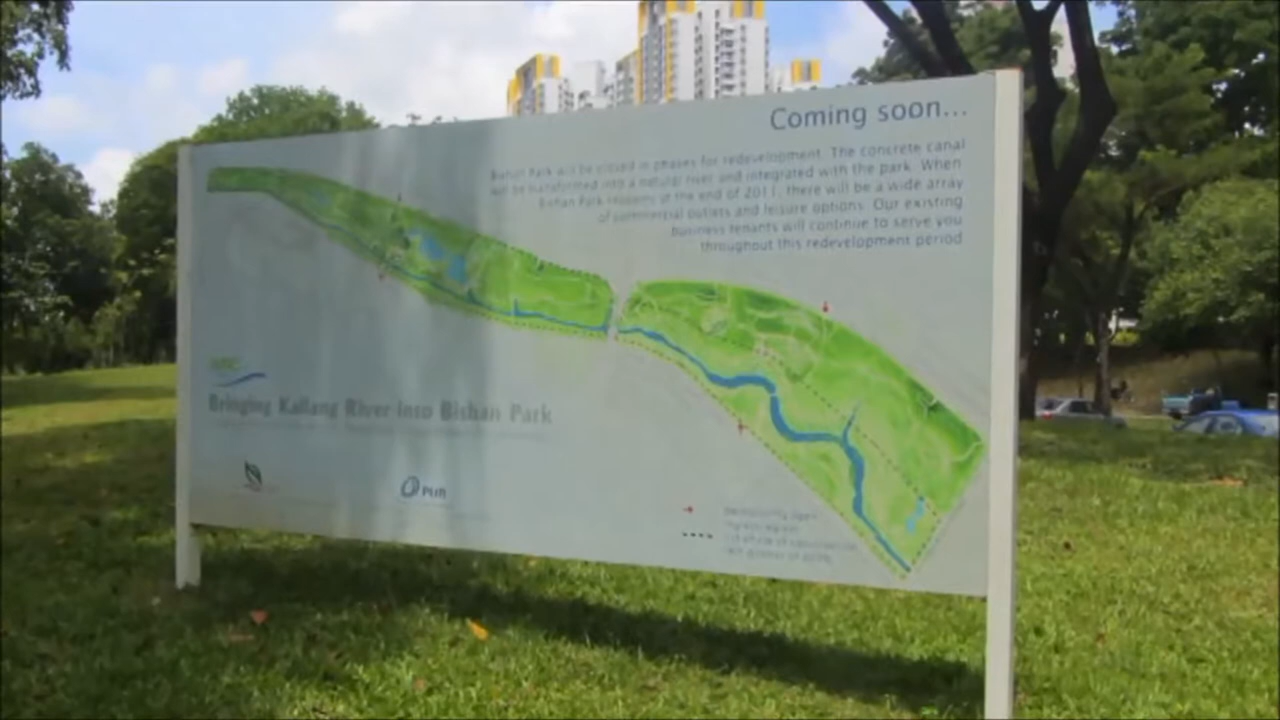 Coming soon...
Bishan Park will be closed in phases for redevelopment. The concrete canal
will be transformed into a natural river and integrated with the park. When
Bishan Park reopens at the end of 2011, there will be a wide array
of commercial outlets and leisure options. Our existing
business tenants will continue to serve you
throughout this redevelopment period
Bringing Kallang River into Bishan Park
PUB